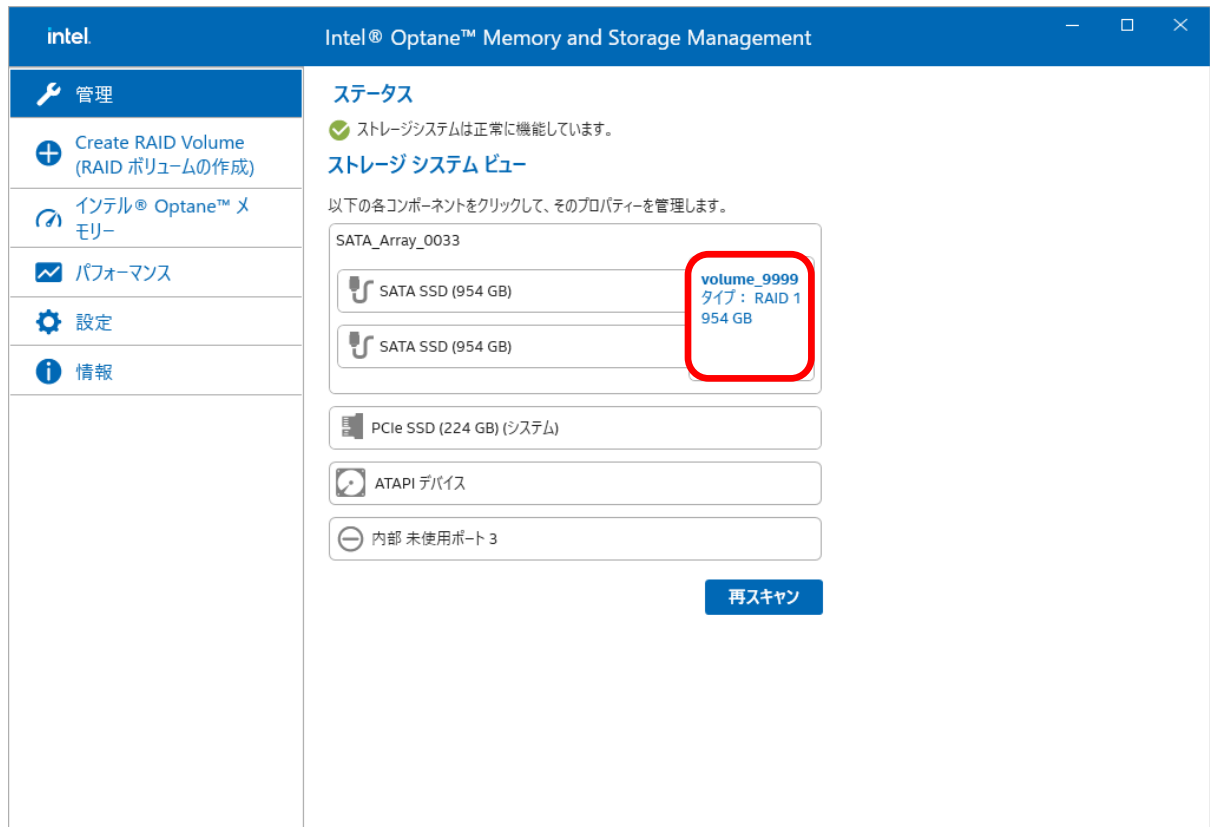 intel.
Intel® Optane™ Memory and Storage Management
管理
Create RAID Volume
(RAID ボリュームの作成)
インテル® Optane™ メ
モリー
パフォーマンス
設定
情報
ステータス
ストレージシステムは正常に機能しています。
ストレージ システム ビュー
以下の各コンポーネントをクリックして、そのプロパティーを管理します。
SATA_Array_0033
SATA SSD (954 GB)
SATA SSD (954 GB)
volume_9999
タイプ： RAID 1
954 GB
PCIe SSD (224 GB) (システム)
ATAPI デバイス
内部 未使用ポート 3
再スキャン